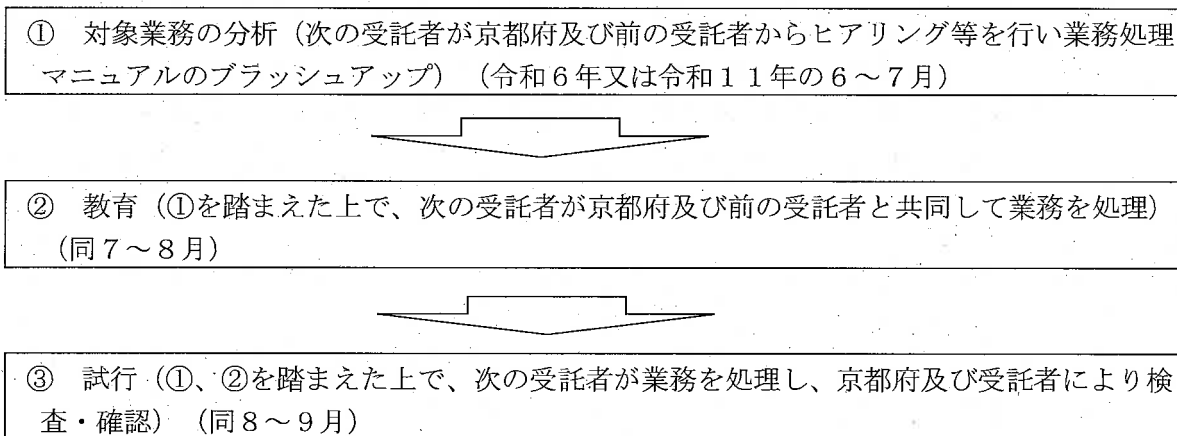 ① 対象業務の分析（次の受託者が京都府及び前の受託者からヒアリング等を行い業務処理
マニュアルのブラッシュアップ）（令和６年又は令和１１年の６～７月）
② 教育（①を踏まえた上で、次の受託者が京都府及び前の受託者と共同して業務を処理）
（同７～８月）
③ 試行（①、②を踏まえた上で、次の受託者が業務を処理し、京都府及び受託者により検
査・確認）（同８～９月）